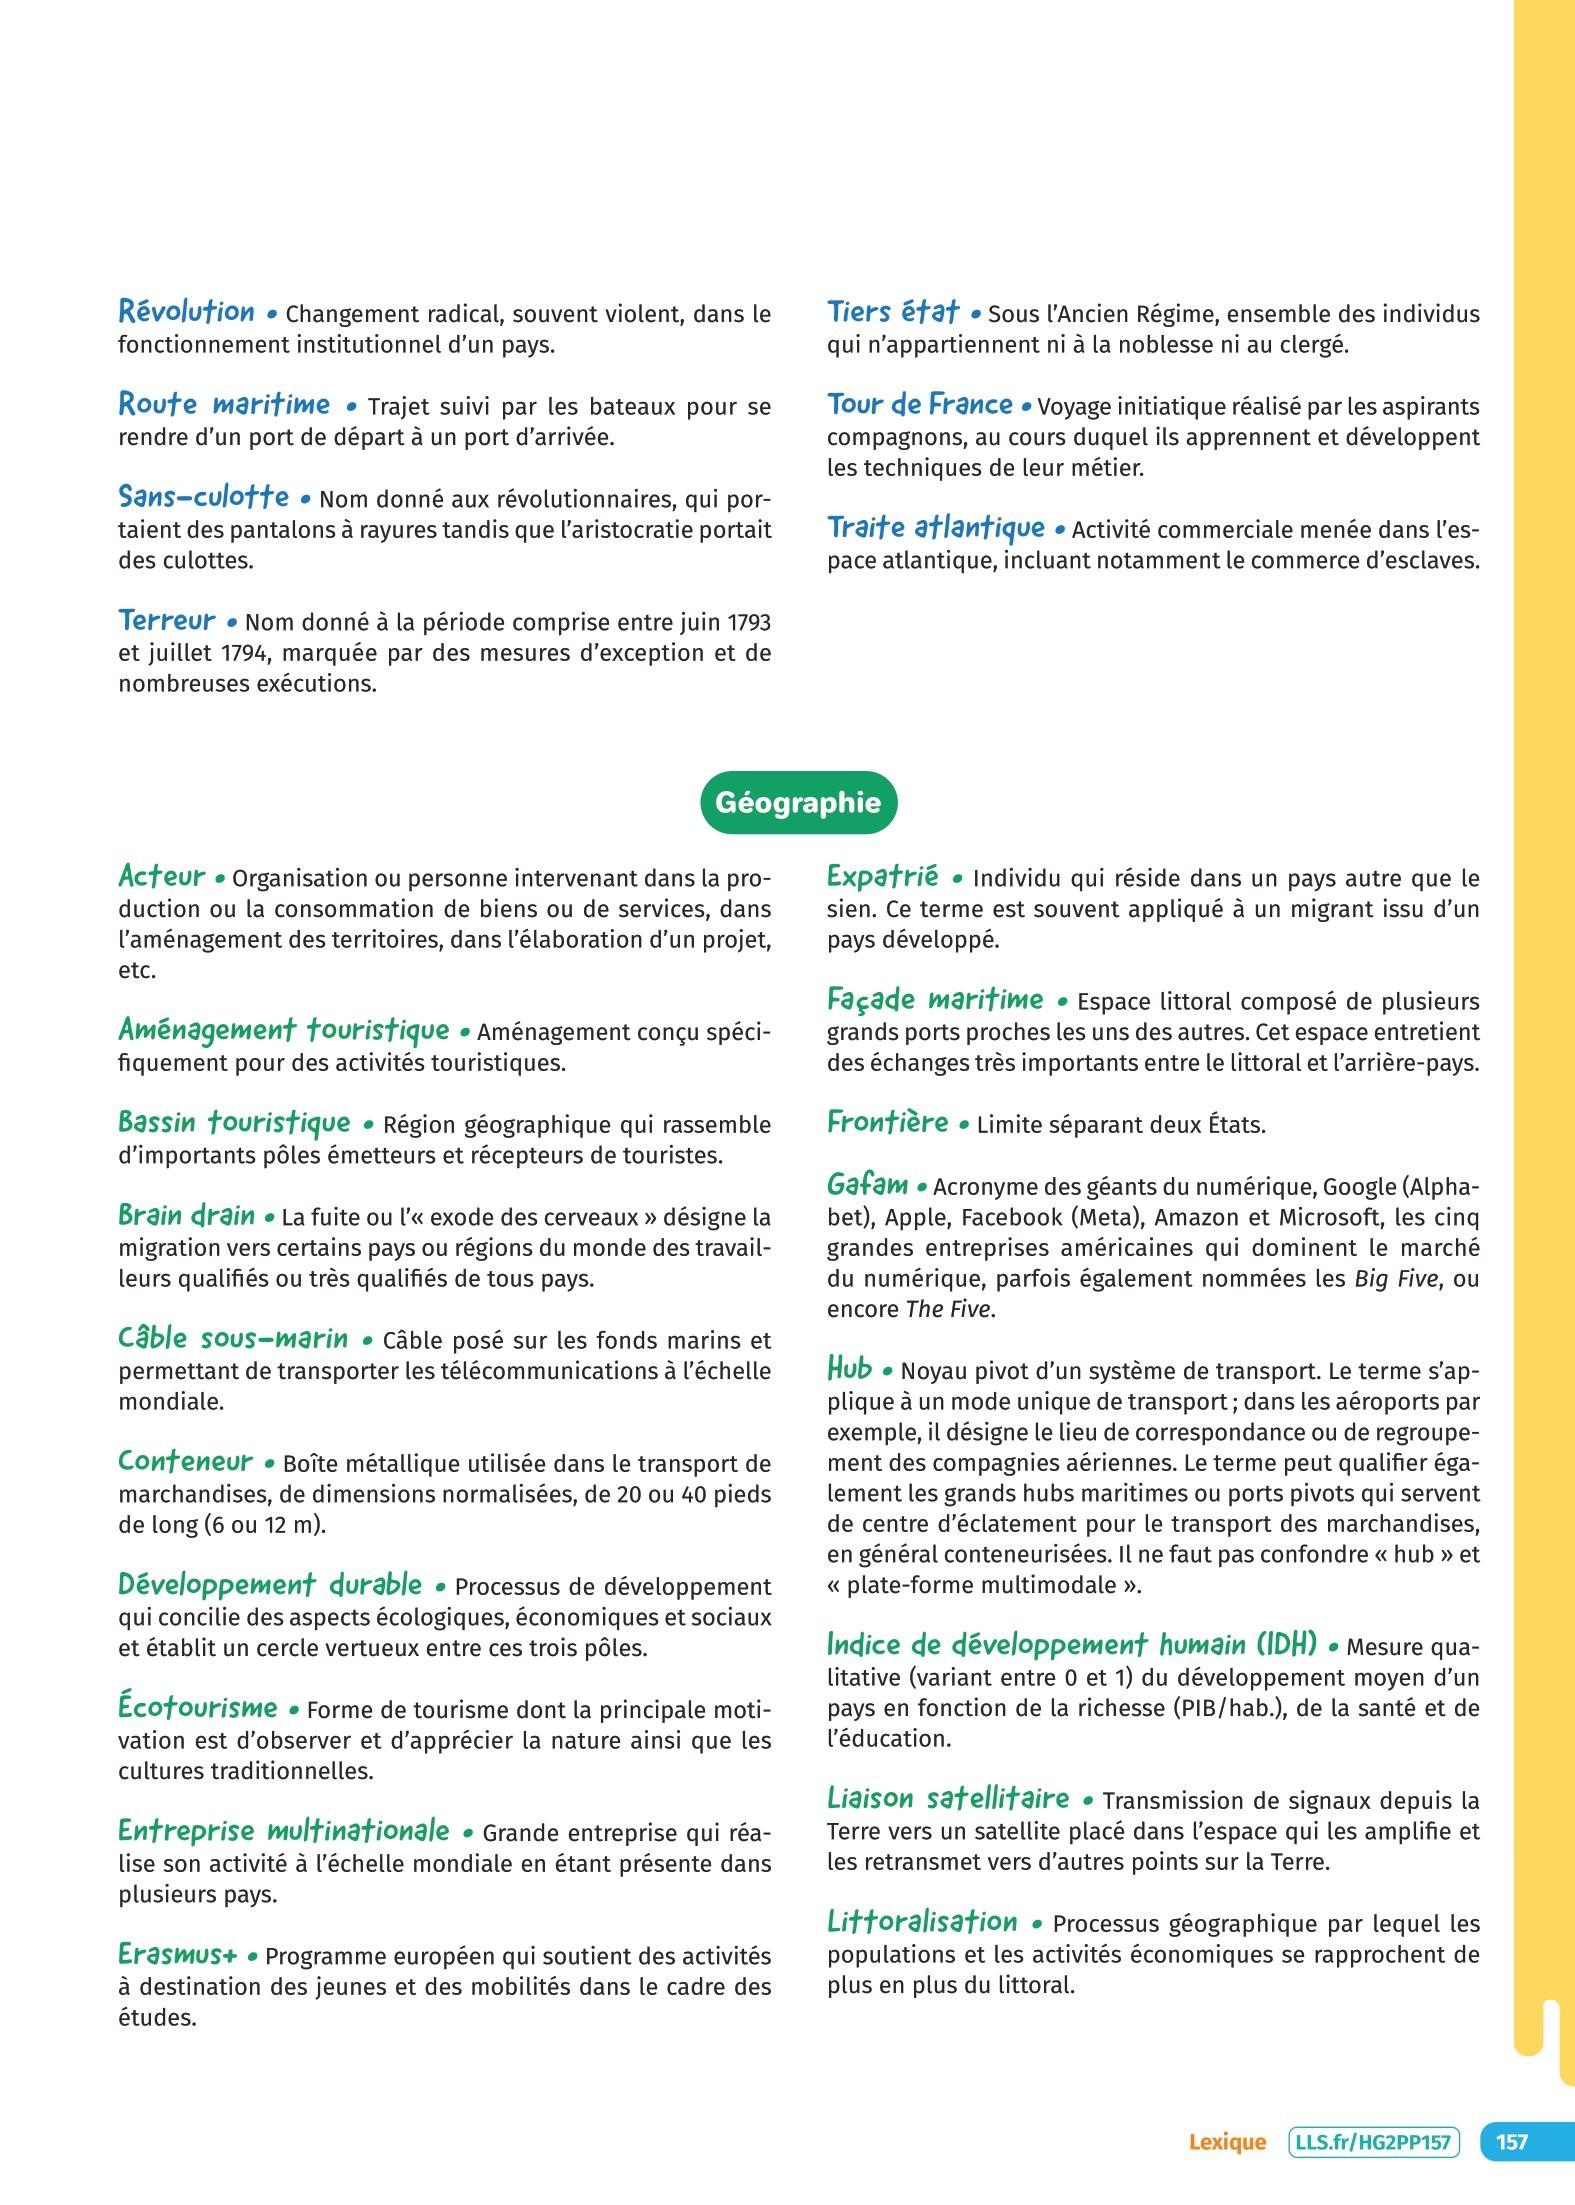 Révolution • Changement radical, souvent violent, dans le
fonctionnement institutionnel d’un pays.
Route maritime • Trajet suivi par les bateaux pour se
rendre d’un port de départ à un port d’arrivée.
Sans-culotte • Nom donné aux révolutionnaires, qui por-
taient des pantalons à rayures tandis que l’aristocratie portait
des culottes.
Terreur • Nom donné à la période comprise entre juin 1793
et juillet 1794, marquée par des mesures d’exception et de
nombreuses exécutions.
Tiers état • Sous l’Ancien Régime, ensemble des individus
qui n’appartiennent ni à la noblesse ni au clergé.
Tour de France • Voyage initiatique réalisé par les aspirants
compagnons, au cours duquel ils apprennent et développent
les techniques de leur métier.
Traite atlantique • Activité commerciale menée dans l’es-
pace atlantique, incluant notamment le commerce d’esclaves.
Géographie
Acteur • Organisation ou personne intervenant dans la pro-
duction ou la consommation de biens ou de services, dans
l’aménagement des territoires, dans l’élaboration d’un projet,
etc.
Aménagement touristique • Aménagement conçu spéci-
fiquement pour des activités touristiques.
Bassin touristique • Région géographique qui rassemble
d’importants pôles émetteurs et récepteurs de touristes.
Brain drain • La fuite ou l’« exode des cerveaux » désigne la
migration vers certains pays ou régions du monde des travail-
leurs qualifiés ou très qualifiés de tous pays.
Câble sous-marin • Câble posé sur les fonds marins et
permettant de transporter les télécommunications à l’échelle
mondiale.
Conteneur • Boîte métallique utilisée dans le transport de
marchandises, de dimensions normalisées, de 20 ou 40 pieds
de long (6 ou 12 m).
Développement durable • Processus de développement
qui concilie des aspects écologiques, économiques et sociaux
et établit un cercle vertueux entre ces trois pôles.
Écotourisme • Forme de tourisme dont la principale moti-
vation est d’observer et d’apprécier la nature ainsi que les
cultures traditionnelles.
Entreprise multinationale • Grande entreprise qui réa-
lise son activité à l’échelle mondiale en étant présente dans
plusieurs pays.
Erasmus+ • Programme européen qui soutient des activités
à destination des jeunes et des mobilités dans le cadre des
études.
Expatrié • Individu qui réside dans un pays autre que le
sien. Ce terme est souvent appliqué à un migrant issu d’un
pays développé.
Façade maritime • Espace littoral composé de plusieurs
grands ports proches les uns des autres. Cet espace entretient
des échanges très importants entre le littoral et l’arrière-pays.
Frontière • Limite séparant deux États.
Gafam • Acronyme des géants du numérique, Google (Alpha-
bet), Apple, Facebook (Meta), Amazon et Microsoft, les cinq
grandes entreprises américaines qui dominent le marché
du numérique, parfois également nommées les Big Five, ou
encore The Five.
Hub • Noyau pivot d’un système de transport. Le terme s’ap-
plique à un mode unique de transport ; dans les aéroports par
exemple, il désigne le lieu de correspondance ou de regroupe-
ment des compagnies aériennes. Le terme peut qualifier éga-
lement les grands hubs maritimes ou ports pivots qui servent
de centre d’éclatement pour le transport des marchandises,
en général conteneurisées. Il ne faut pas confondre « hub » et
« plate-forme multimodale ».
Indice de développement humain (IDH) • Mesure qua-
litative (variant entre 0 et 1) du développement moyen d’un
pays en fonction de la richesse (PIB/hab.), de la santé et de
l’éducation.
Liaison satellitaire • Transmission de signaux depuis la
Terre vers un satellite placé dans l’espace qui les amplifie et
les retransmet vers d’autres points sur la Terre.
Littoralisation • Processus géographique par lequel les
populations et les activités économiques se rapprochent de
plus en plus du littoral.
Lexique LLS.fr/HG2PP157 157